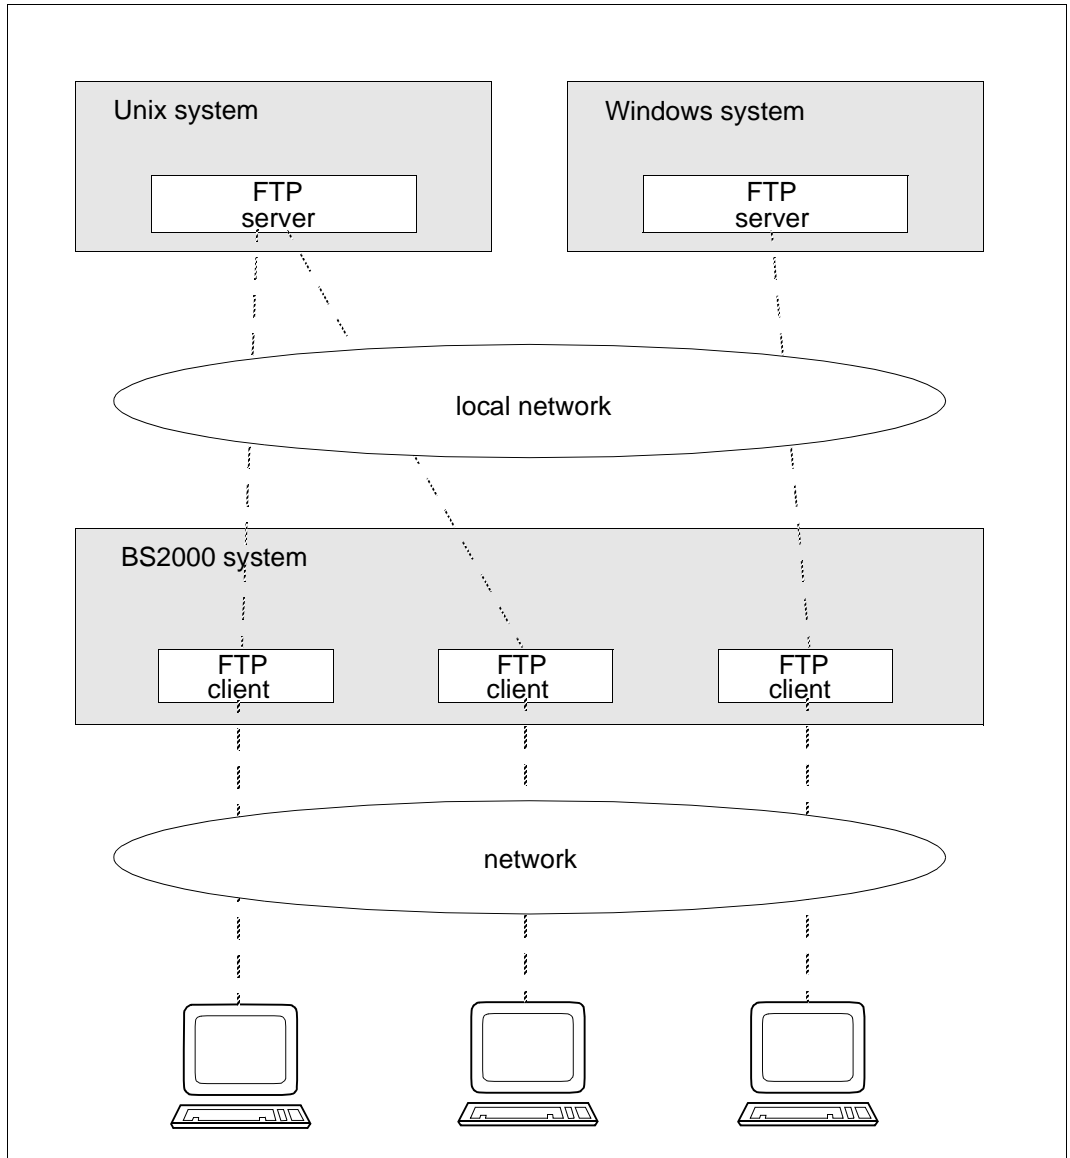 Unix system
Windows system
FTP
server
FTP
server
local network
BS2000 system
FTP
client
FTP
client
FTP
client
network